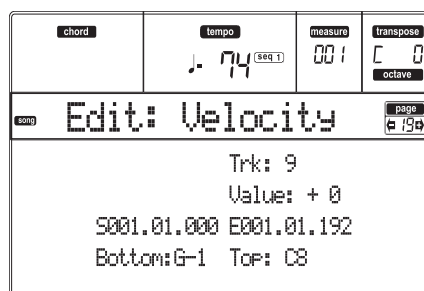 chord tempo measure transpose
♩. 74 seq 1 001 C 0
octave
page
song Edit: Velocity 19
Trk: 9
Value: + 0
S001.01.000 E001.01.192
Bottom:G-1 Top: C8